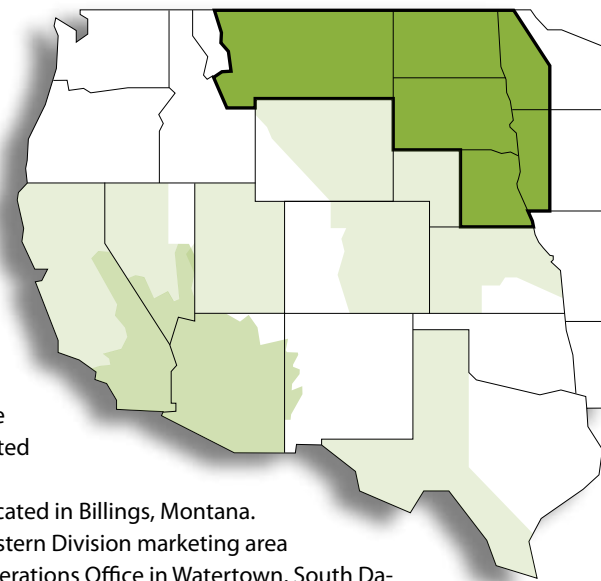 e
ted
cated in Billings, Montana.
stern Division marketing area
erations Office in Watertown, South Da-